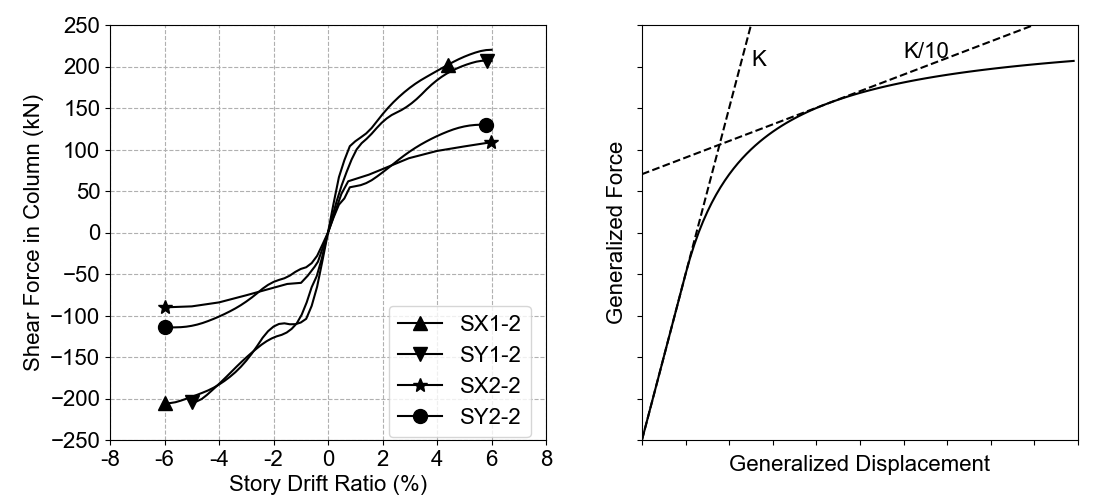 250
200
150
100
50
0
−50
−100
−150
−200
−250
-8 -6 -4 -2 0 2 4 6 8
Story Drift Ratio (%)
Shear Force in Column (kN)
SX1-2
SY1-2
SX2-2
SY2-2
K
K/10
Generalized Force
Generalized Displacement